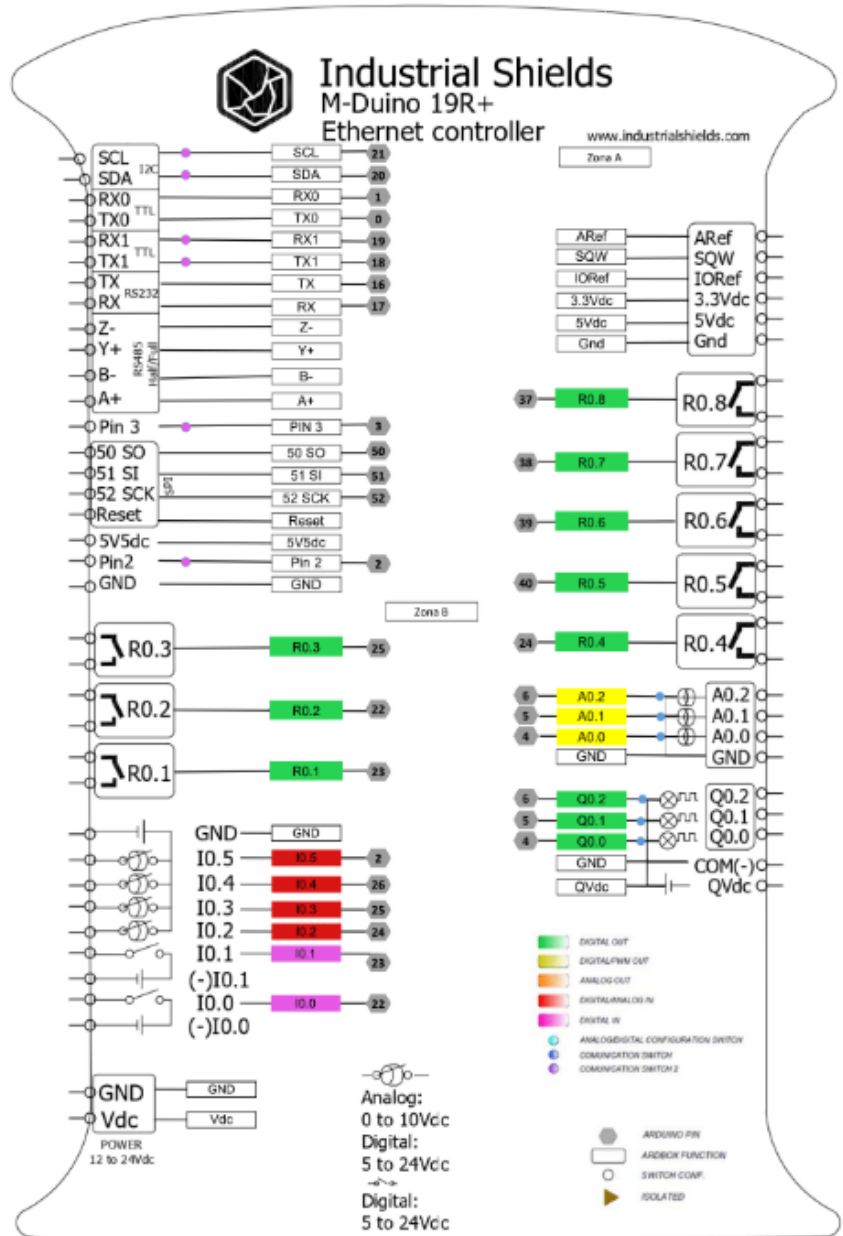 Industrial Shields
M-Duino 19R+
Ethernet controller
www.industrialshields.com
Zona A
SCL SCL 21
I2C
SDA SDA 20
RX0 RX0 1
TTL
TX0 TX0 0
RX1 RX1 19
TTL
TX1 TX1 18
TX TX 16
RS232
RX RX 17
Z- Z-
Y+ Y+
RS485
Half/Full
B- B-
A+ A+
Pin 3 PIN 3 3
50 SO 50 SO 50
51 SI 51 SI 51
SPI
52 SCK 52 SCK 52
Reset Reset
5V5dc 5V5dc
Pin2 Pin 2 2
GND GND
Zona B
R0.3 R0.3 25
R0.2 R0.2 22
R0.1 R0.1 23
GND GND
I0.5 I0.5 2
I0.4 I0.4 26
I0.3 I0.3 25
I0.2 I0.2 24
I0.1 I0.1 23
(-)I0.1
I0.0 I0.0 22
(-)I0.0
GND GND
Vdc Vdc
POWER
12 to 24Vdc
ARef ARef
SQW SQW
IORef IORef
3.3Vdc 3.3Vdc
5Vdc 5Vdc
Gnd Gnd
37 R0.8 R0.8
38 R0.7 R0.7
39 R0.6 R0.6
40 R0.5 R0.5
24 R0.4 R0.4
6 A0.2 A0.2
5 A0.1 A0.1
4 A0.0 A0.0
GND GND
6 Q0.2 Q0.2
5 Q0.1 Q0.1
4 Q0.0 Q0.0
GND COM(-)
QVdc QVdc
DIGITAL OUT
DIGITAL/PWN OUT
ANALOG OUT
DIGITAL/ANALOG IN
DIGITAL IN
ANALOG/DIGITAL CONFIGURATION SWITCH
COMUNICATION SWITCH
COMUNICATION SWITCH 2
Analog:
0 to 10Vdc
Digital:
5 to 24Vdc
Digital:
5 to 24Vdc
ARDUINO PIN
ARDBOX FUNCTION
SWITCH CONF.
ISOLATED